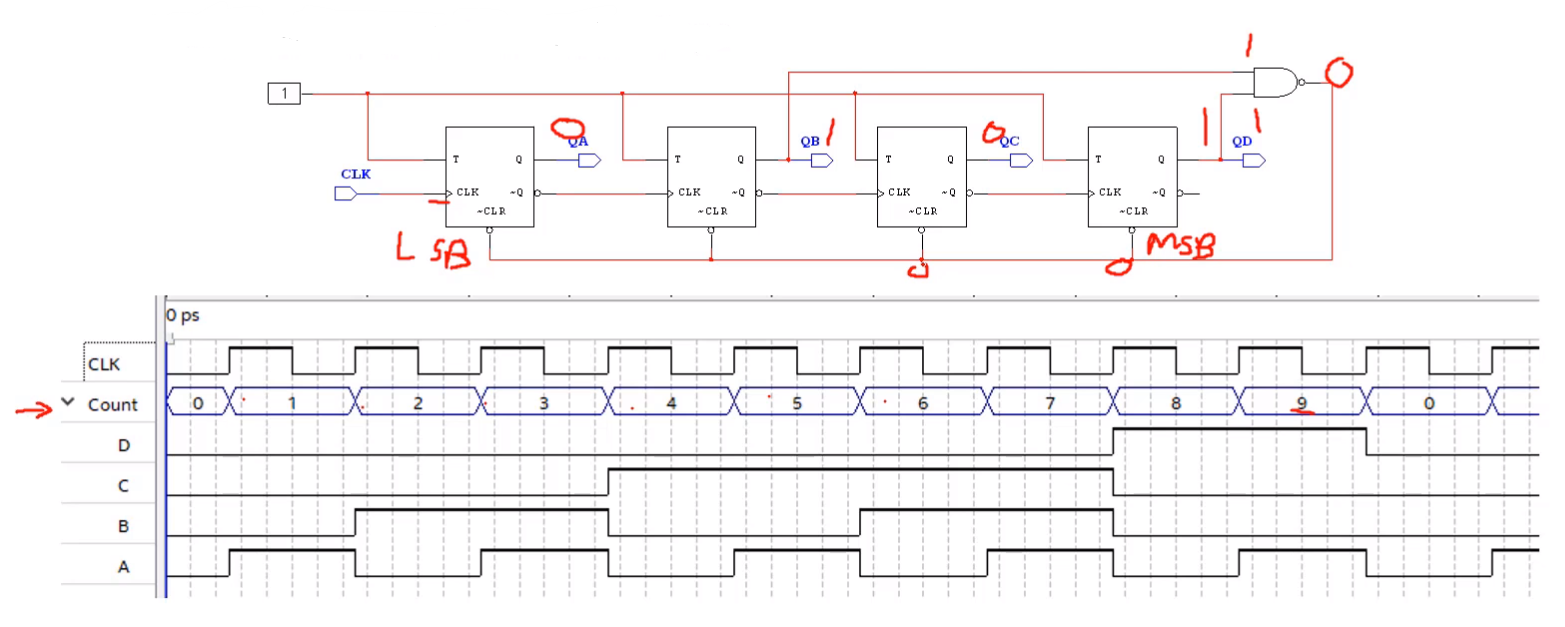 1
0
1
0
QA
QB
1
0
QC
1
1
QD
CLK
T
Q
T
Q
T
Q
T
Q
CLK
~Q
CLK
~Q
CLK
~Q
CLK
~Q
~CLR
~CLR
~CLR
~CLR
LSB
MSB
0
0
0 ps
CLK
Count
0 1 2 3 4 5 6 7 8 9 0
D
C
B
A